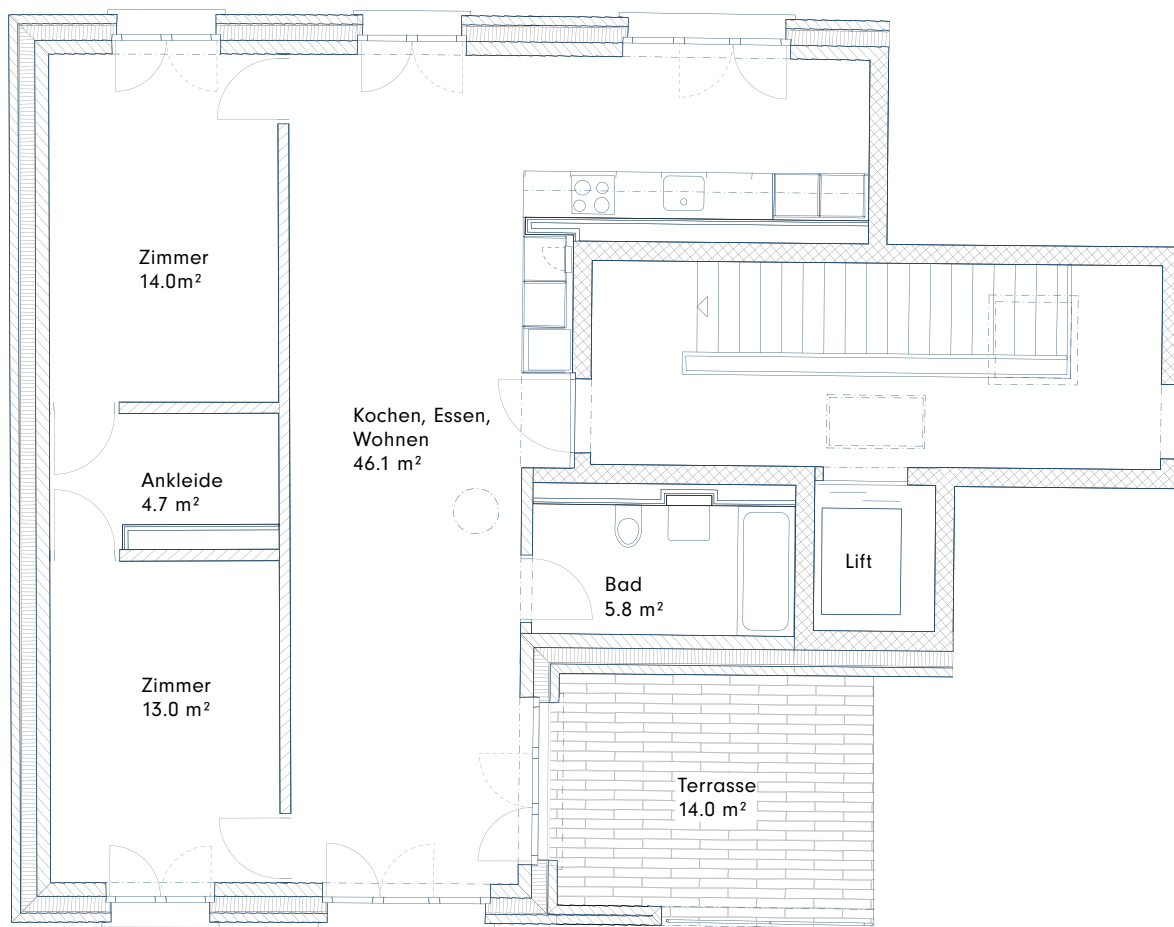 Zimmer
14.0m²
Kochen, Essen,
Wohnen
46.1 m²
Ankleide
4.7 m²
Lift
Bad
5.8 m²
Zimmer
13.0 m²
Terrasse
14.0 m²